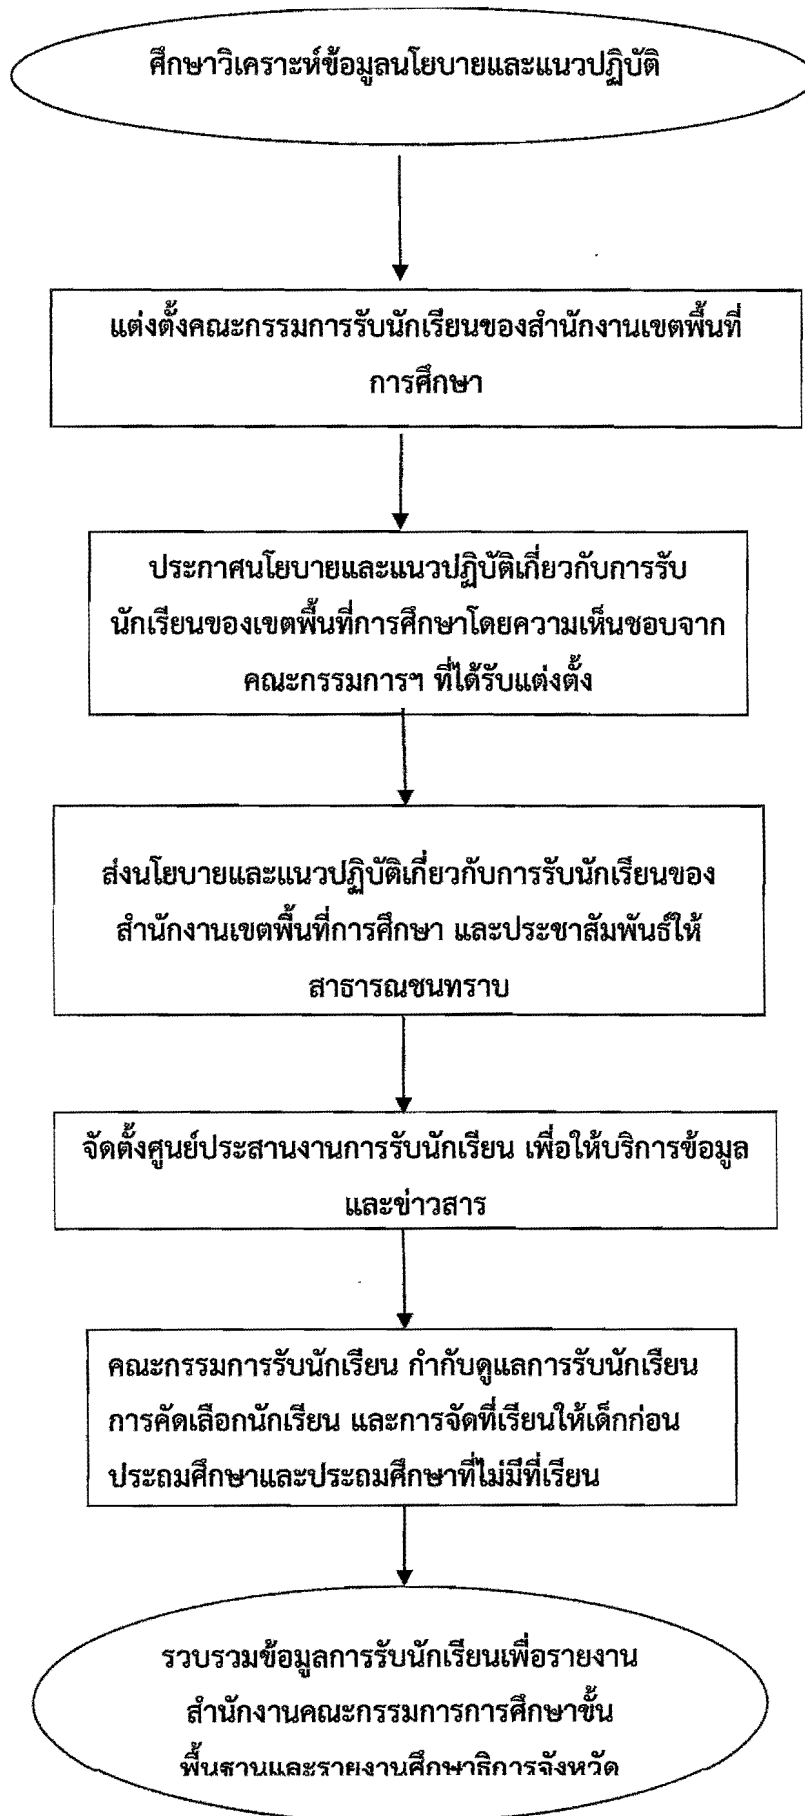 ศึกษาวิเคราะห์ข้อมูลนโยบายและแนวปฏิบัติ
แต่งตั้งคณะกรรมการรับนักเรียนของสำนักงานเขตพื้นที่
การศึกษา
ประกาศนโยบายและแนวปฏิบัติเกี่ยวกับการรับ
นักเรียนของเขตพื้นที่การศึกษาโดยความเห็นชอบจาก
คณะกรรมการฯ ที่ได้รับแต่งตั้ง
ส่งนโยบายและแนวปฏิบัติเกี่ยวกับการรับนักเรียนของ
สำนักงานเขตพื้นที่การศึกษา และประชาสัมพันธ์ให้
สาธารณชนทราบ
จัดตั้งศูนย์ประสานงานการรับนักเรียน เพื่อให้บริการข้อมูล
และข่าวสาร
คณะกรรมการรับนักเรียน กำกับดูแลการรับนักเรียน
การคัดเลือกนักเรียน และการจัดที่เรียนให้เด็กก่อน
ประถมศึกษาและประถมศึกษาที่ไม่มีที่เรียน
รวบรวมข้อมูลการรับนักเรียนเพื่อรายงาน
สำนักงานคณะกรรมการการศึกษาขั้น
พื้นฐานและรายงานศึกษาธิการจังหวัด